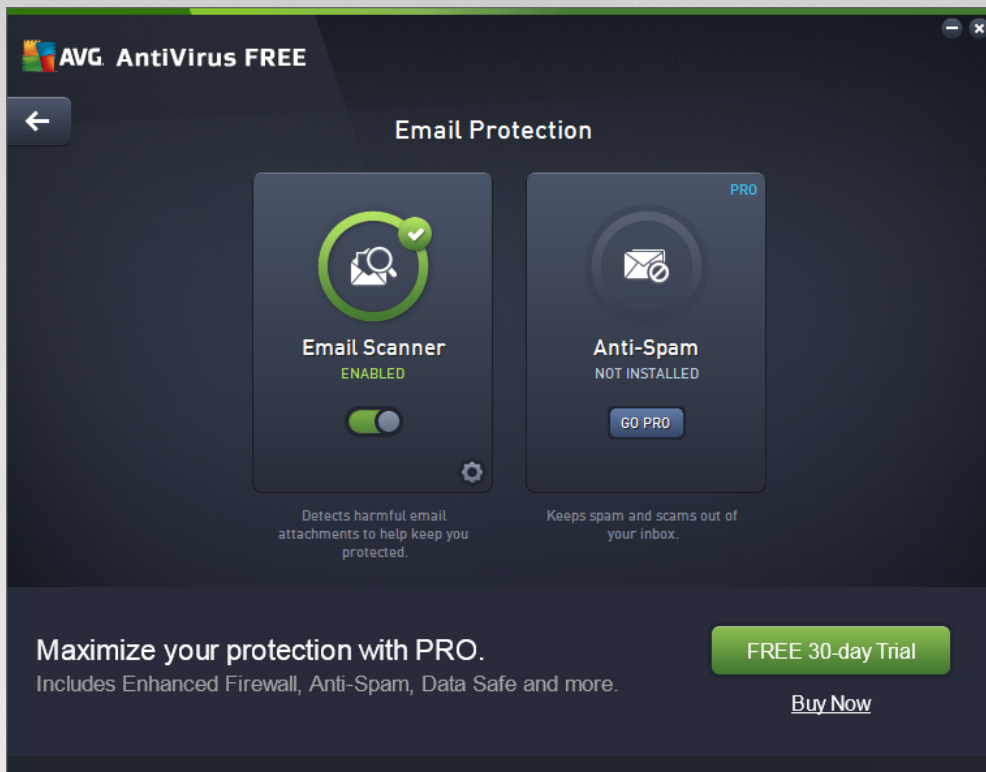 AVG AntiVirus FREE
Email Protection
PRO
Email Scanner
ENABLED
Anti-Spam
NOT INSTALLED
GO PRO
Detects harmful email
attachments to help keep you
protected.
Keeps spam and scams out of
your inbox.
Maximize your protection with PRO.
Includes Enhanced Firewall, Anti-Spam, Data Safe and more.
FREE 30-day Trial
Buy Now